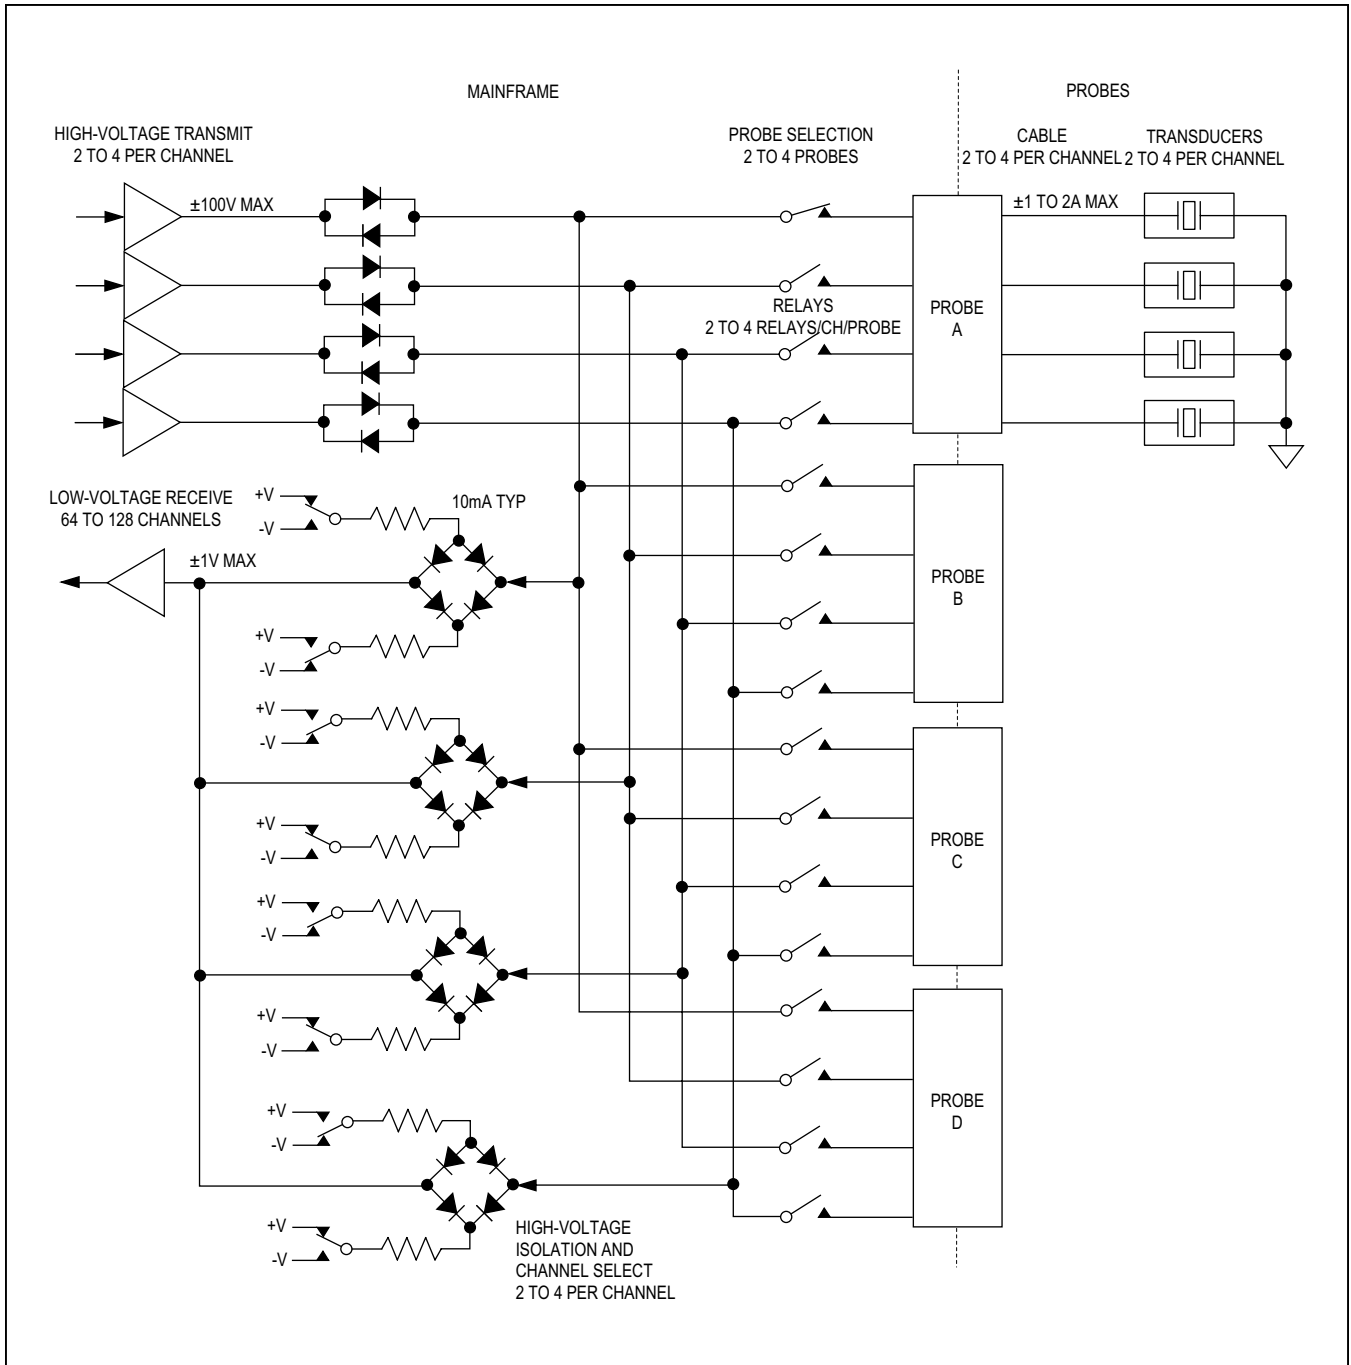 MAINFRAME
PROBES
HIGH-VOLTAGE TRANSMIT
2 TO 4 PER CHANNEL
PROBE SELECTION
2 TO 4 PROBES
CABLE
2 TO 4 PER CHANNEL
TRANSDUCERS
2 TO 4 PER CHANNEL
±100V MAX
±1 TO 2A MAX
RELAYS
2 TO 4 RELAYS/CH/PROBE
PROBE
A
LOW-VOLTAGE RECEIVE
64 TO 128 CHANNELS
+V
-V
10mA TYP
±1V MAX
PROBE
B
+V
-V
+V
-V
+V
-V
PROBE
C
+V
-V
+V
-V
PROBE
D
+V
-V
+V
-V
HIGH-VOLTAGE
ISOLATION AND
CHANNEL SELECT
2 TO 4 PER CHANNEL